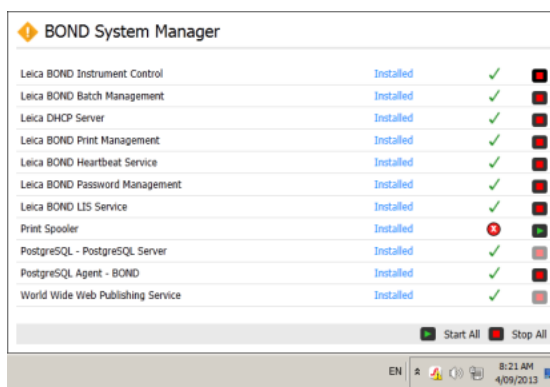 BOND System Manager
Leica BOND Instrument Control Installed
Leica BOND Batch Management Installed
Leica DHCP Server Installed
Leica BOND Print Management Installed
Leica BOND Heartbeat Service Installed
Leica BOND Password Management Installed
Leica BOND LIS Service Installed
Print Spooler Installed
PostgreSQL - PostgreSQL Server Installed
PostgreSQL Agent - BOND Installed
World Wide Web Publishing Service Installed
Start All Stop All
EN 8:21 AM
4/09/2013